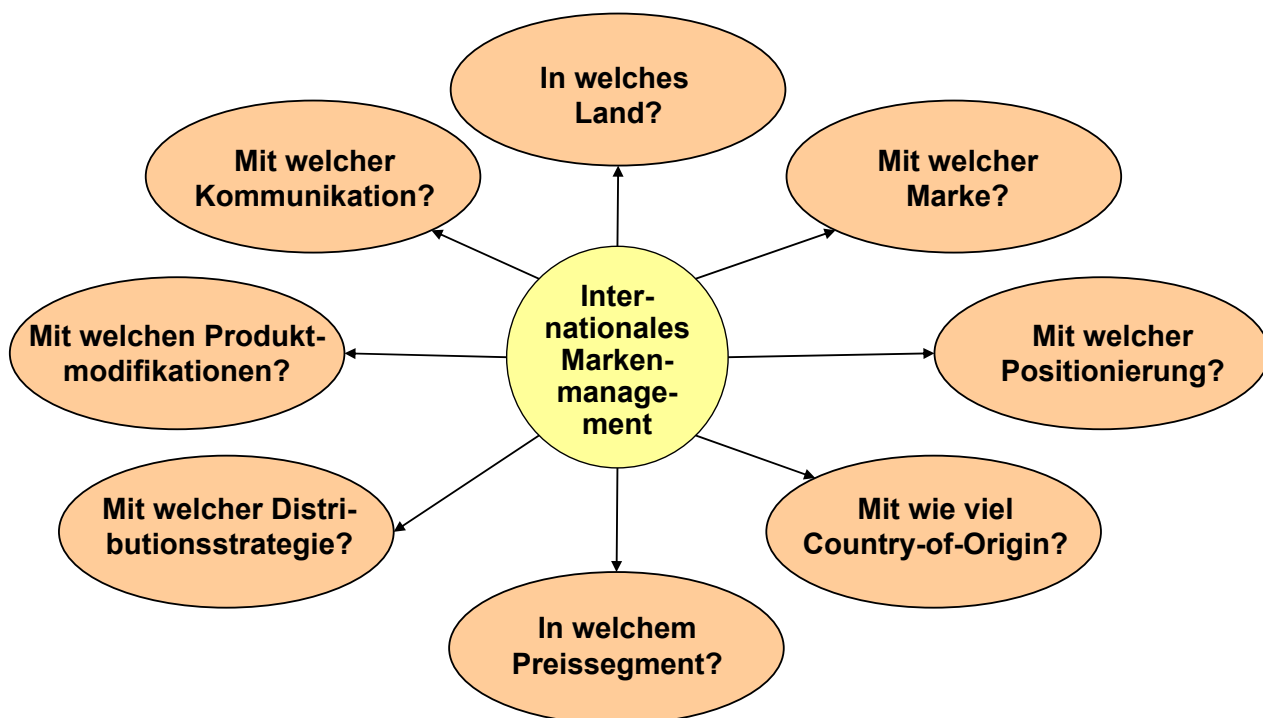 In welches
Land?
Mit welcher
Kommunikation?
Mit welcher
Marke?
Inter-
nationales
Marken-
manage-
ment
Mit welchen Produkt-
modifikationen?
Mit welcher
Positionierung?
Mit welcher Distri-
butionsstrategie?
Mit wie viel
Country-of-Origin?
In welchem
Preissegment?